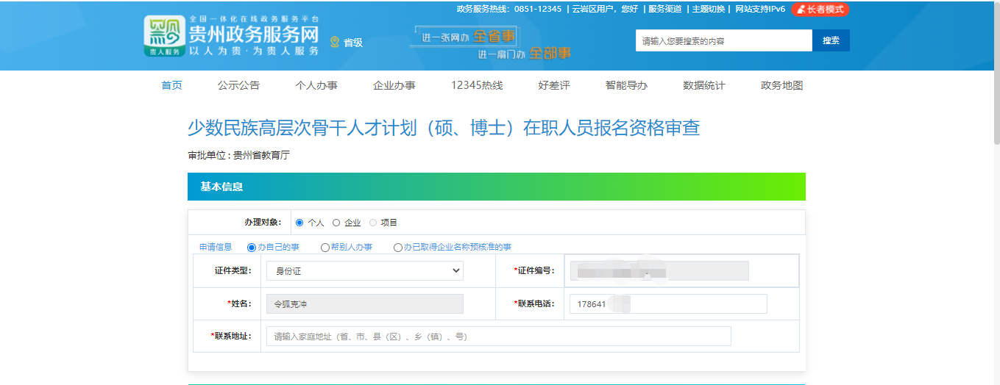 政务服务热线：0851-12345 | 云岩区用户，您好 | 服务渠道 | 主题切换 | 网站支持IPv6 长者模式
全国一体化在线政务服务平台
贵州政务服务网
以人为贵·为贵人服务
贵人服务
省级
进一张网办 全省事
进一扇门办 全部事
请输入您要搜索的内容 搜索
首页 公示公告 个人办事 企业办事 12345热线 好差评 智能导办 数据统计 政务地图
少数民族高层次骨干人才计划（硕、博士）在职人员报名资格审查
审批单位：贵州省教育厅
基本信息
办理对象： 个人 企业 项目
申请信息 办自己的事 帮别人办事 办已取得企业名称预核准的事
证件类型： 身份证 *证件编号：
*姓名： 令狐克冲 *联系电话： 178641
*联系地址： 请输入家庭地址（省、市、县（区）、乡（镇）、号）